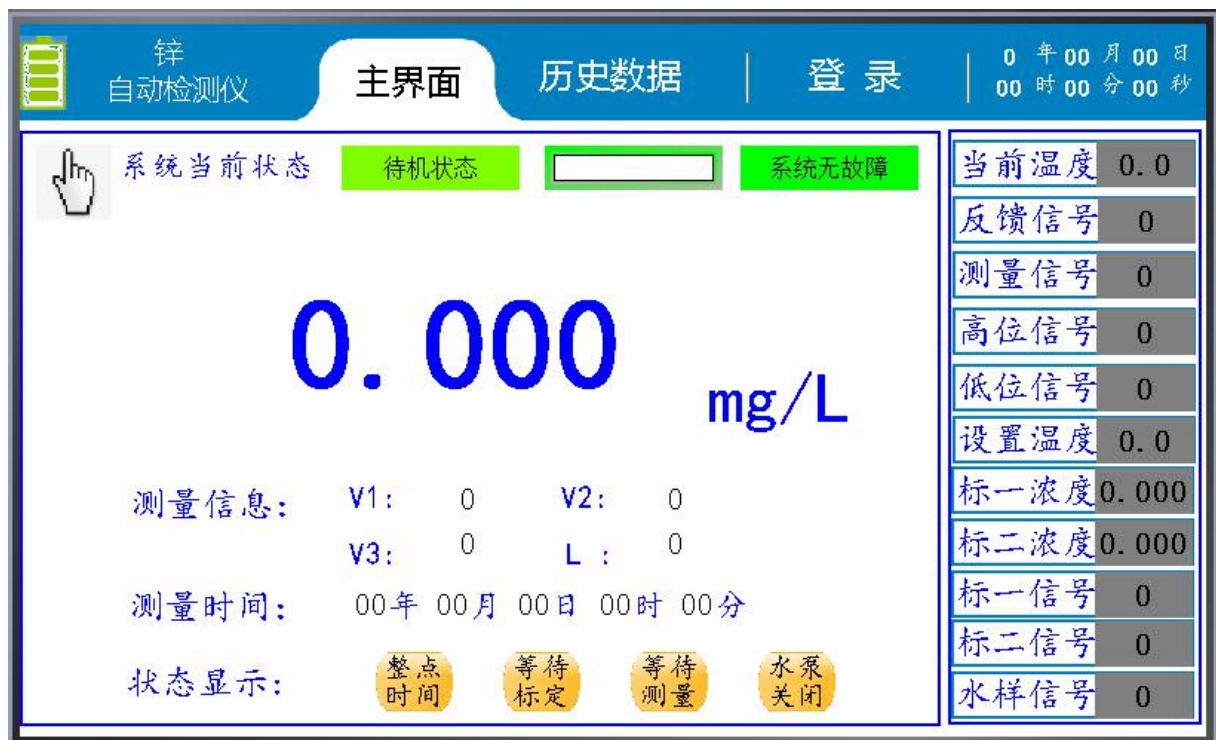 锌
自动检测仪
主界面
历史数据
登 录
0 年 00 月 00 日
00 时 00 分 00 秒
系统当前状态 待机状态 系统无故障
0.000 mg/L
测量信息: V1: 0 V2: 0
V3: 0 L : 0
测量时间: 00年 00月 00日 00时 00分
状态显示:
整点
时间
等待
标定
等待
测量
水泵
关闭
当前温度 0.0
反馈信号 0
测量信号 0
高位信号 0
低位信号 0
设置温度 0.0
标一浓度 0.000
标二浓度 0.000
标一信号 0
标二信号 0
水样信号 0